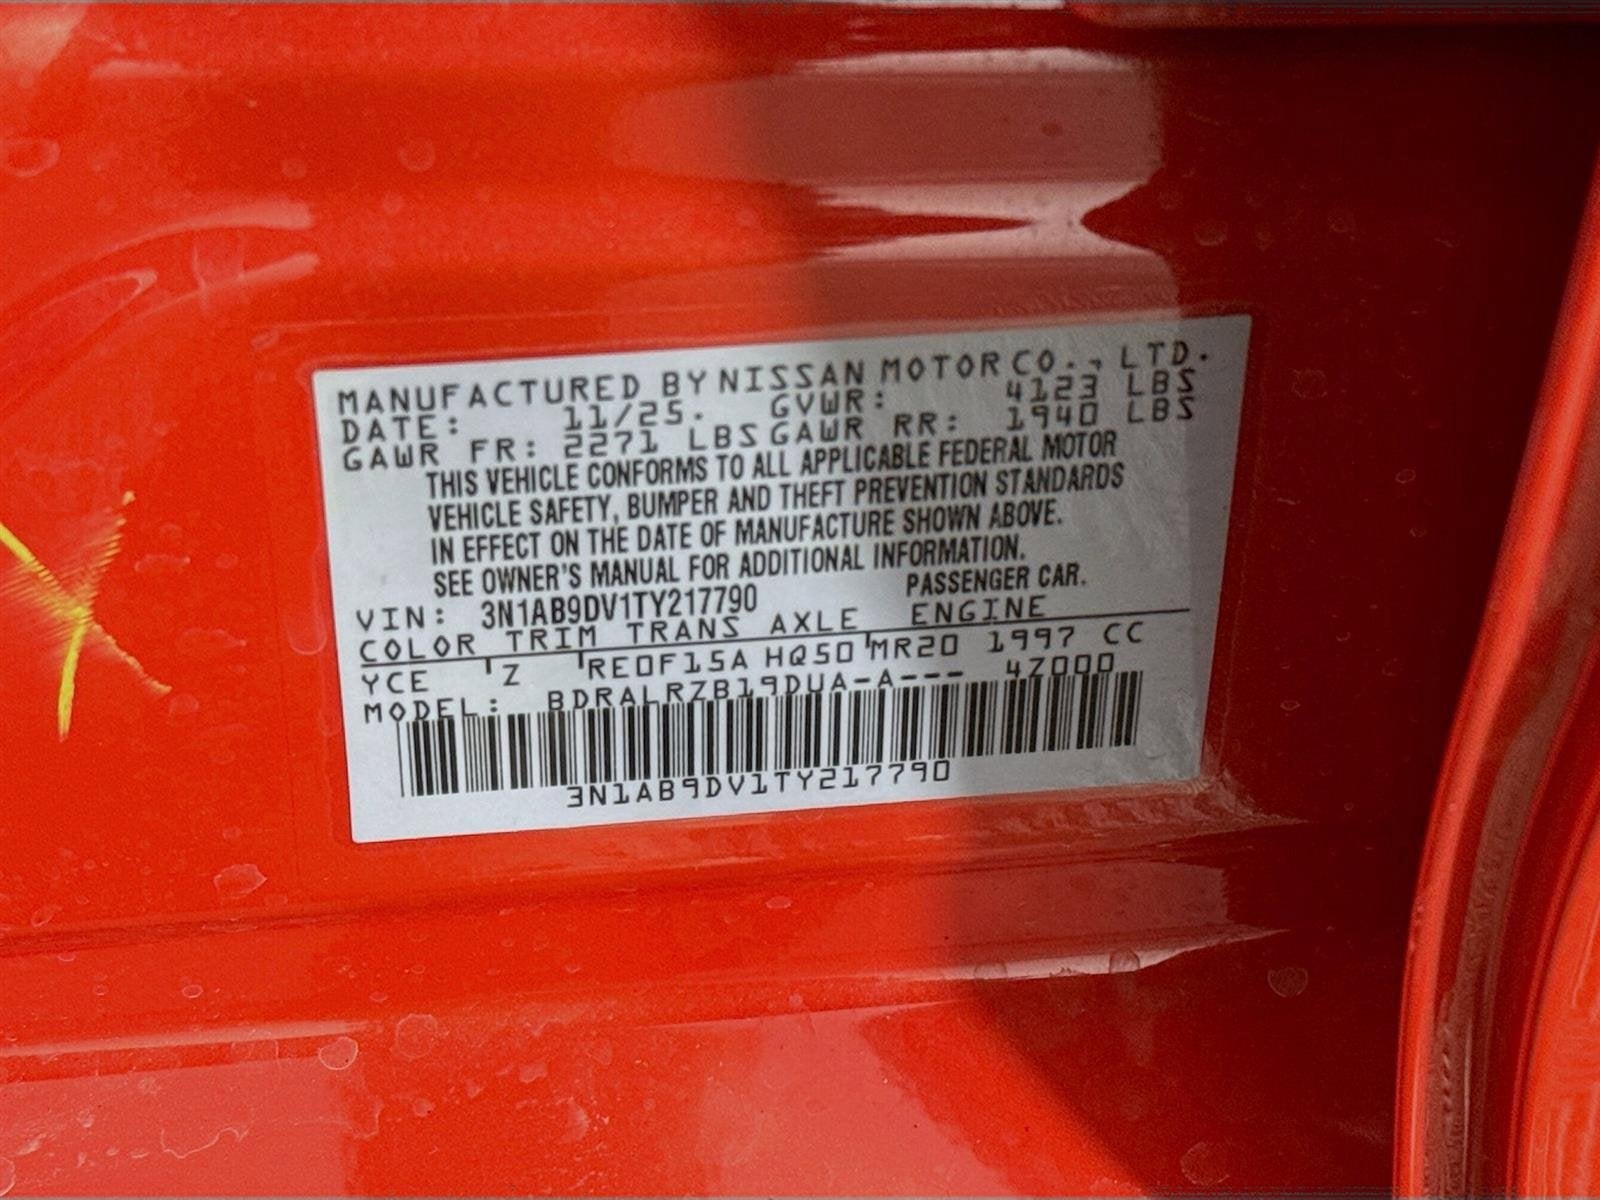 MANUFACTURED BY NISSAN MOTOR CO., LTD.
DATE: 11/25. GVWR: 4123 LBS
GAWR FR: 2271 LBS GAWR RR: 1940 LBS
THIS VEHICLE CONFORMS TO ALL APPLICABLE FEDERAL MOTOR
VEHICLE SAFETY, BUMPER AND THEFT PREVENTION STANDARDS
IN EFFECT ON THE DATE OF MANUFACTURE SHOWN ABOVE.
SEE OWNER'S MANUAL FOR ADDITIONAL INFORMATION.
VIN: 3N1AB9DV1TY217790 PASSENGER CAR.
COLOR TRIM TRANS AXLE ENGINE
YCE Z RE0F15A HQ50 MR20 1997 CC
MODEL: BDRALRZB19DUA-A--- 4Z000
3N1AB9DV1TY217790